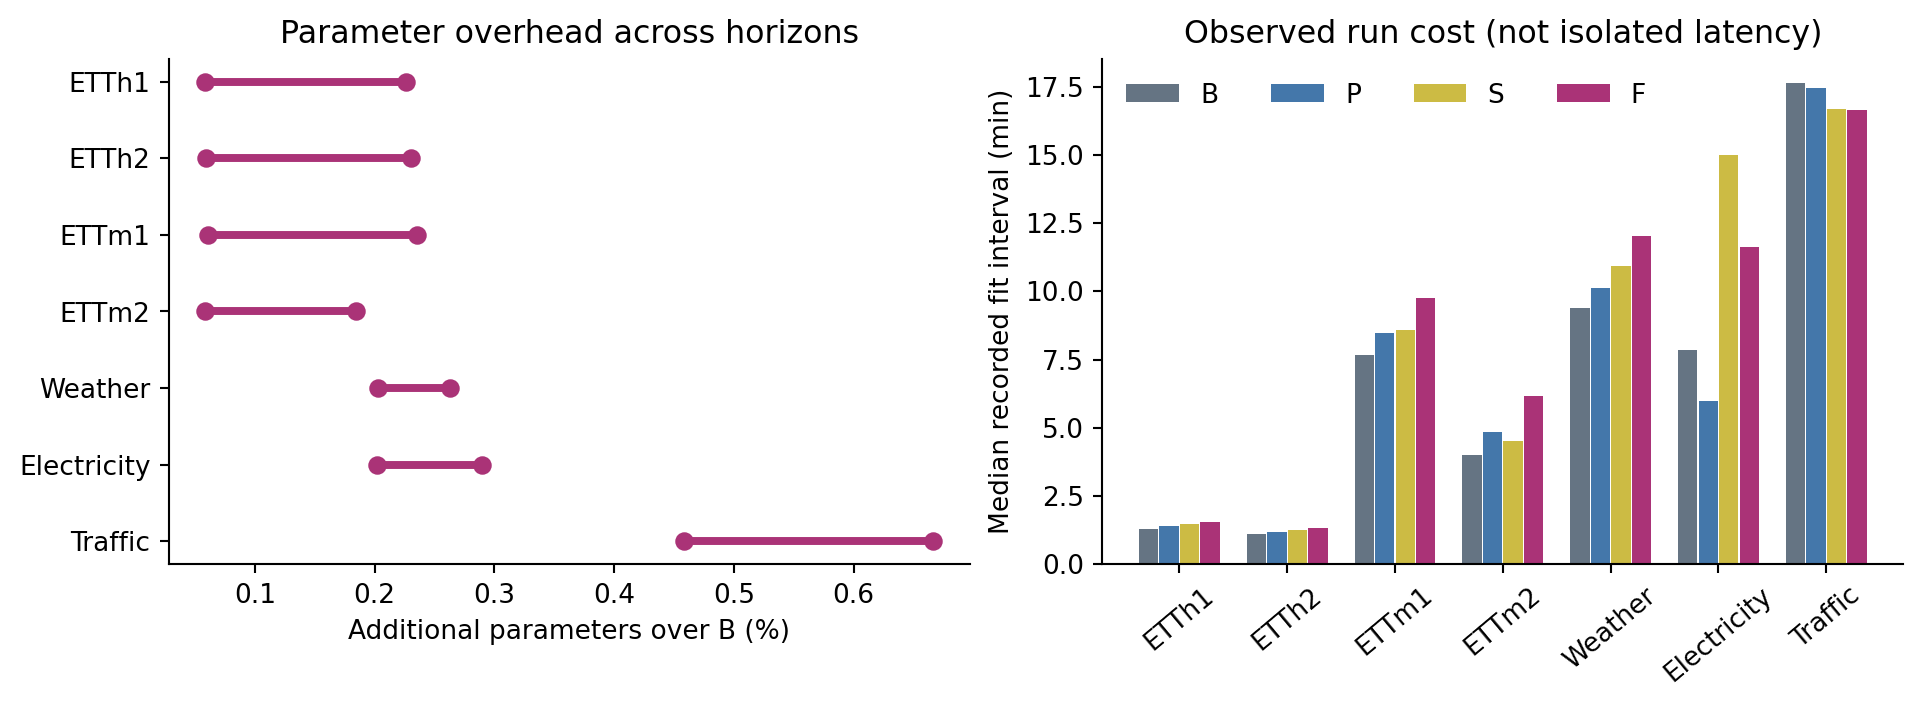 Parameter overhead across horizons
ETTh1
ETTh2
ETTm1
ETTm2
Weather
Electricity
Traffic
0.1 0.2 0.3 0.4 0.5 0.6
Additional parameters over B (%)
Observed run cost (not isolated latency)
B P S F
Median recorded fit interval (min)
17.5
15.0
12.5
10.0
7.5
5.0
2.5
0.0
ETTh1 ETTh2 ETTm1 ETTm2 Weather Electricity Traffic